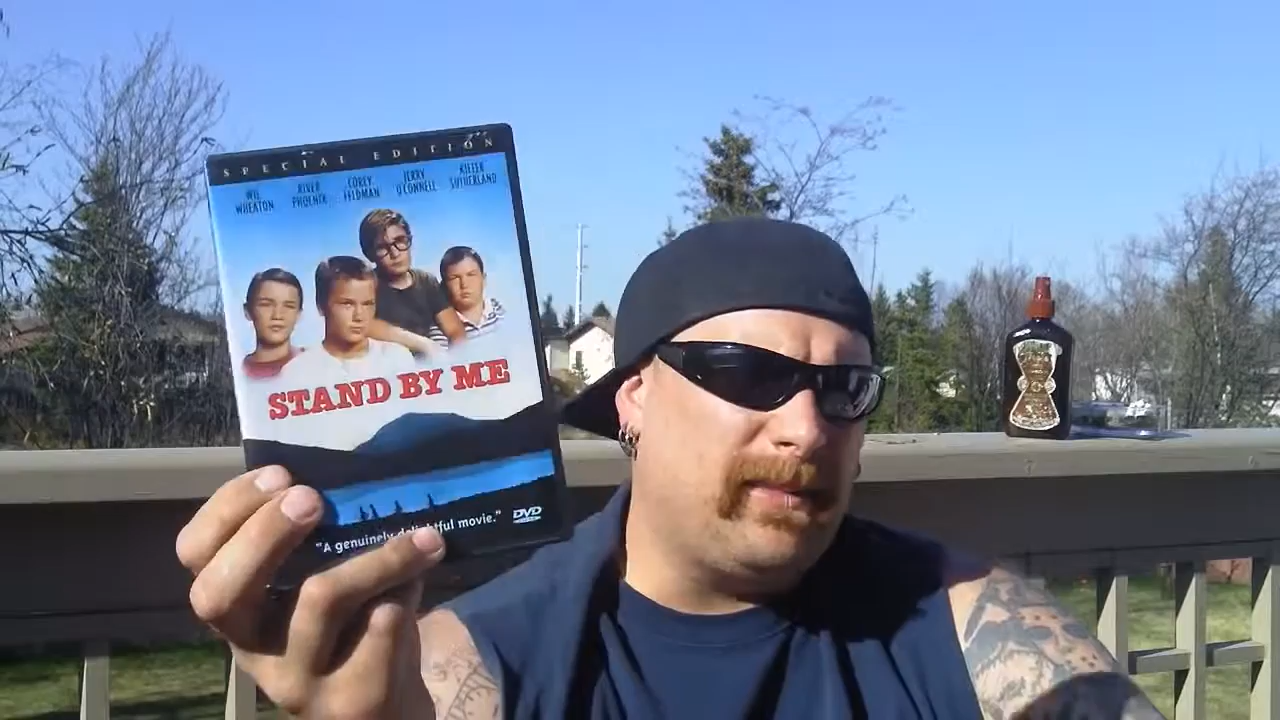 SPECIAL EDITION
WIL WHEATON
RIVER PHOENIX
COREY FELDMAN
JERRY O'CONNELL
KIEFER SUTHERLAND
STAND BY ME
"A genuinely delightful movie."
DVD